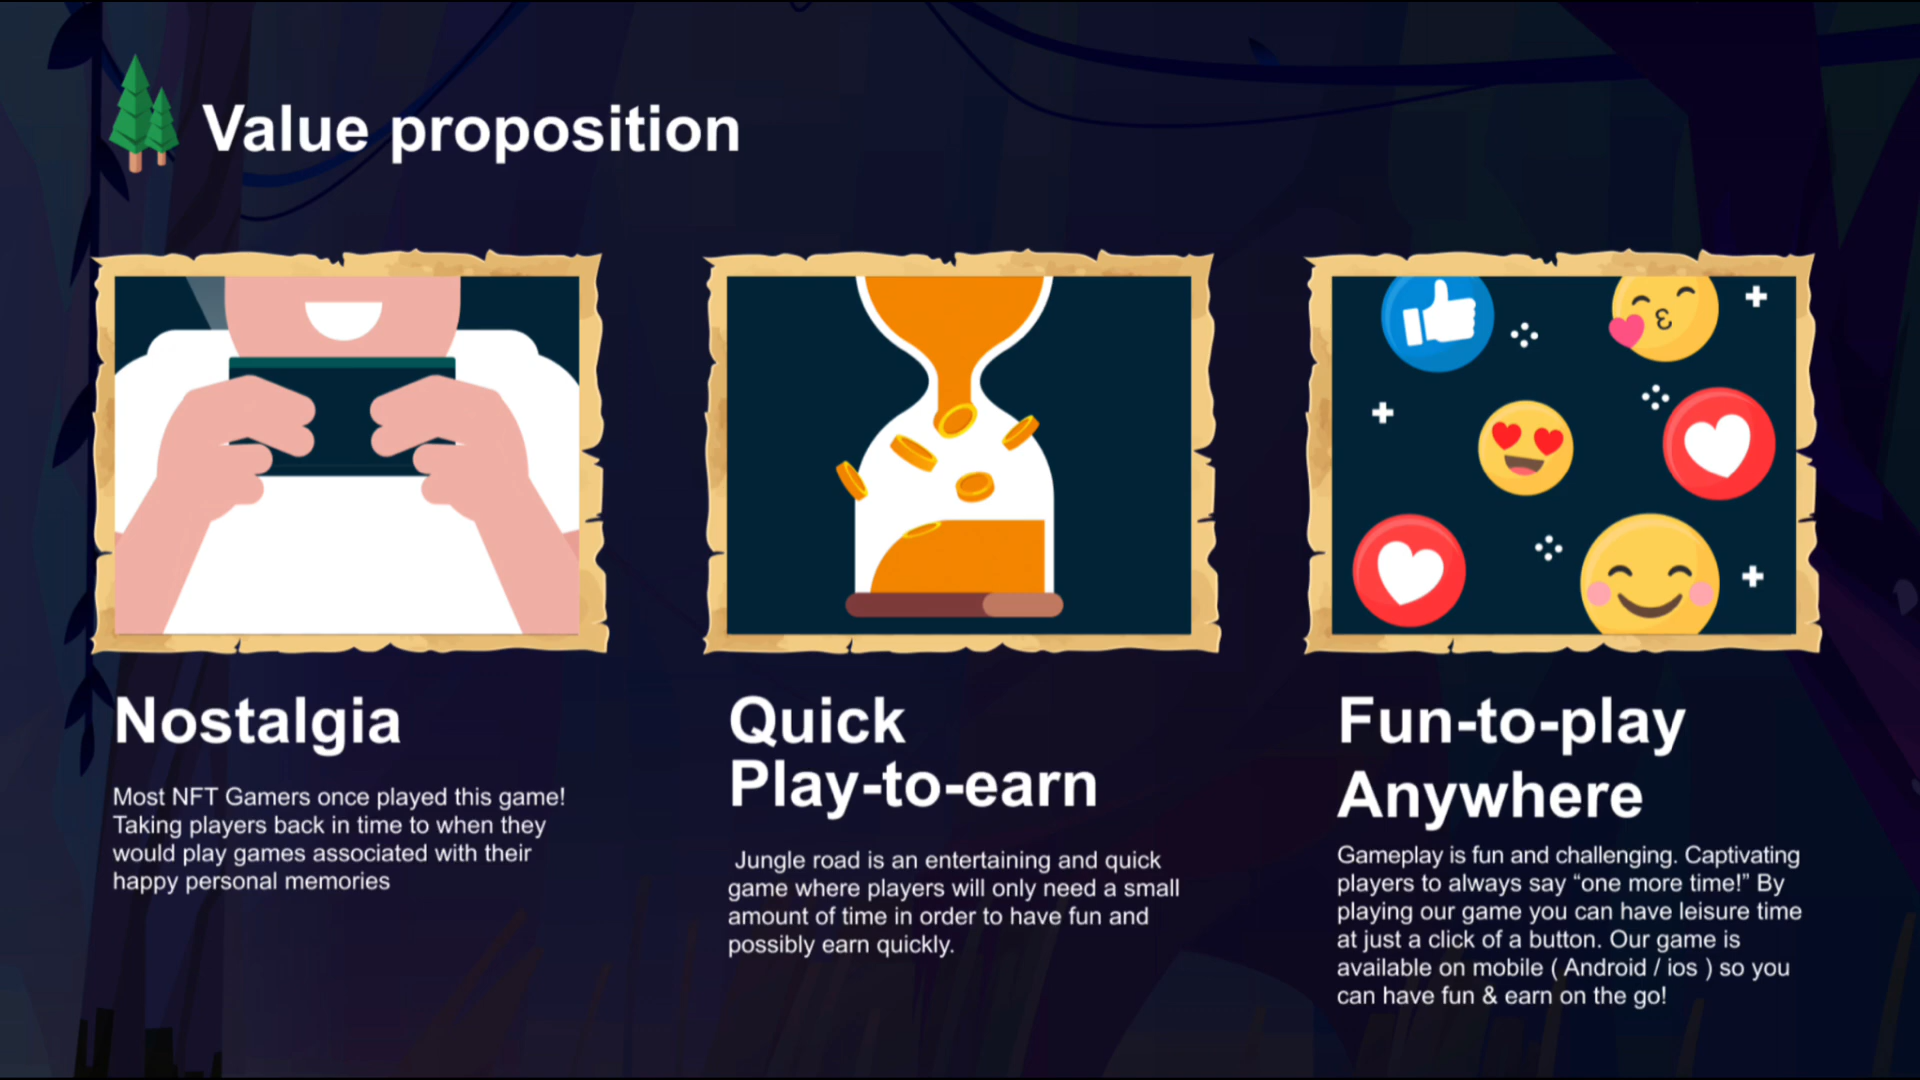 Value proposition
Nostalgia
Most NFT Gamers once played this game!
Taking players back in time to when they
would play games associated with their
happy personal memories
Quick
Play-to-earn
Jungle road is an entertaining and quick
game where players will only need a small
amount of time in order to have fun and
possibly earn quickly.
Fun-to-play
Anywhere
Gameplay is fun and challenging. Captivating
players to always say “one more time!” By
playing our game you can have leisure time
at just a click of a button. Our game is
available on mobile ( Android / ios ) so you
can have fun & earn on the go!